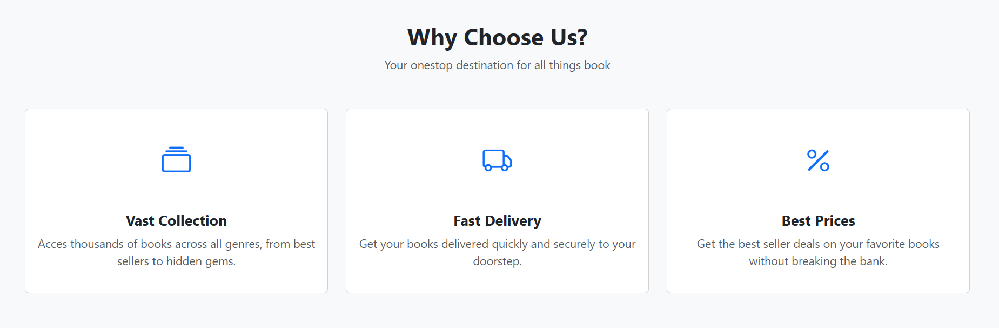 Why Choose Us?
Your onestop destination for all things book
Vast Collection
Acces thousands of books across all genres, from best
sellers to hidden gems.
Fast Delivery
Get your books delivered quickly and securely to your
doorstep.
Best Prices
Get the best seller deals on your favorite books
without breaking the bank.